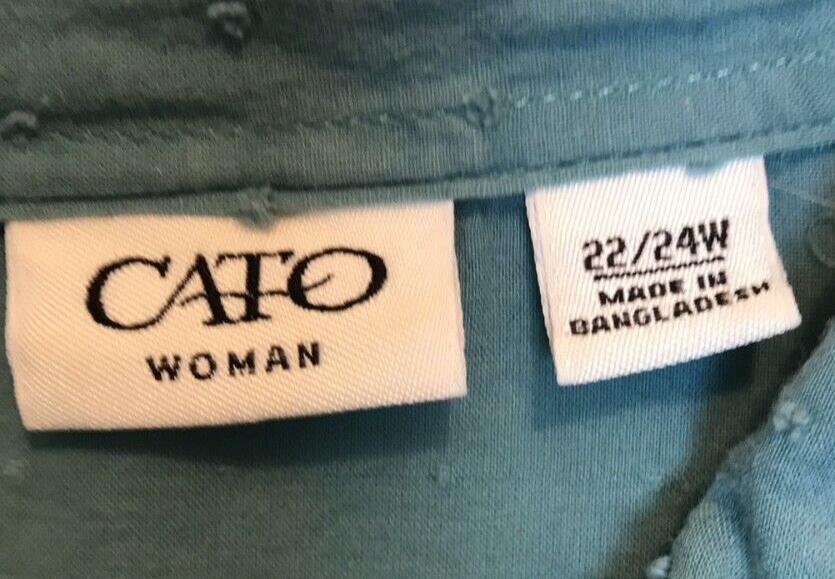 CATO
WOMAN
22/24W
MADE IN
BANGLADESH